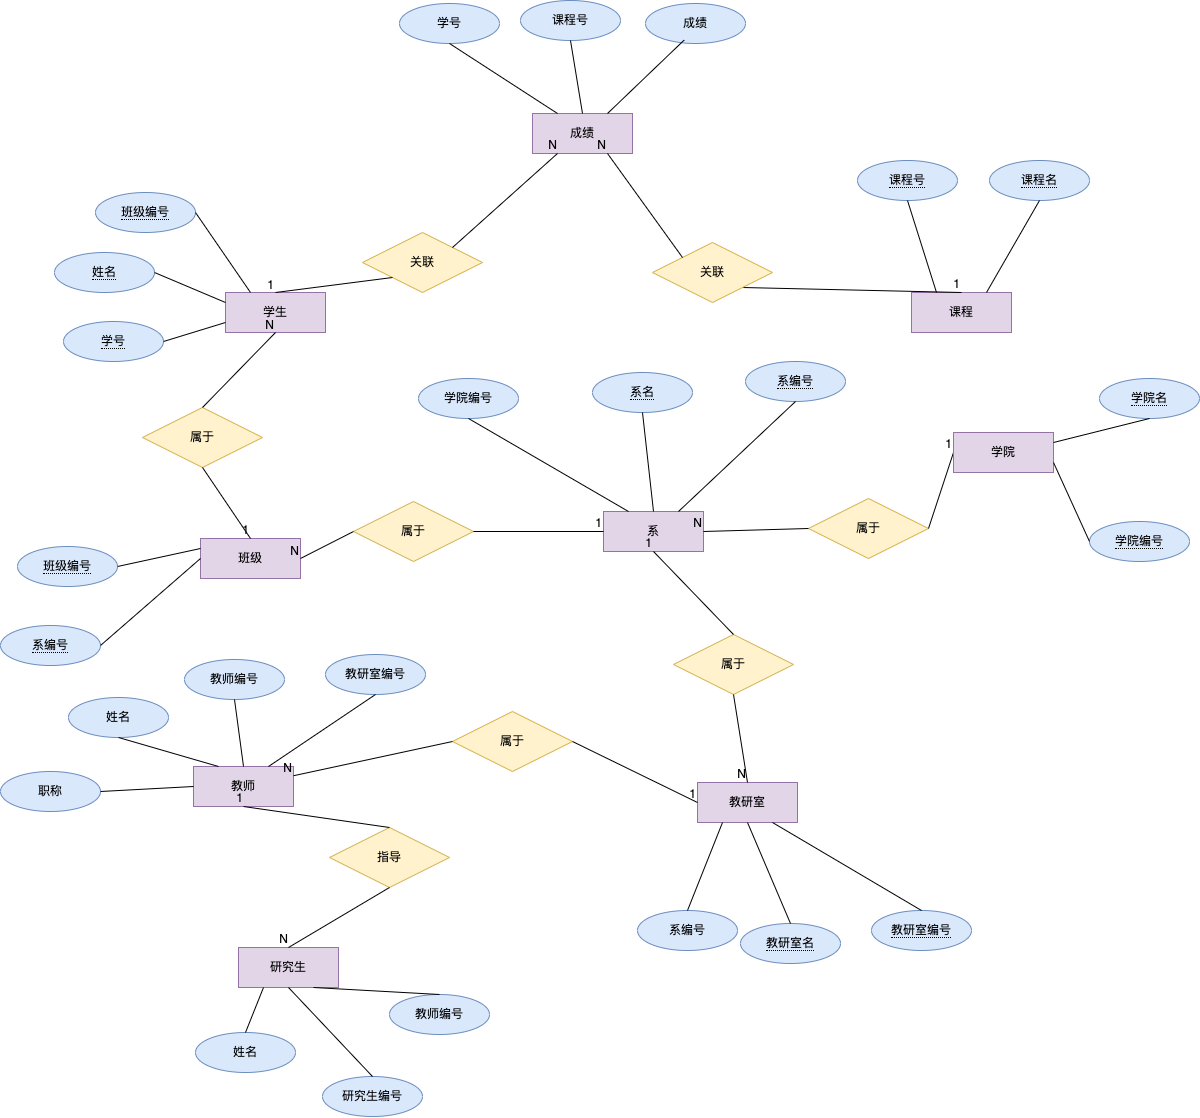 学号
课程号
成绩
成绩
N
N
课程号
课程名
班级编号
关联
关联
姓名
1
1
学生
课程
N
学号
学院编号
系名
系编号
学院名
属于
1
学院
1
属于
1
系
N
属于
学院编号
N
班级
1
班级编号
系编号
教师编号
教研室编号
属于
姓名
属于
N
N
职称
教师
1
1
教研室
指导
系编号
教研室名
教研室编号
N
研究生
教师编号
姓名
研究生编号